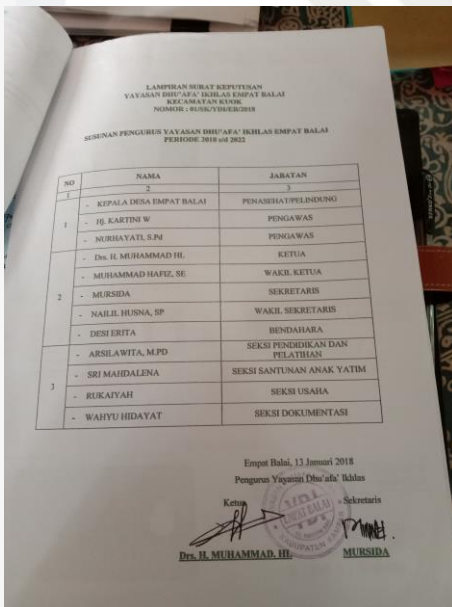 LAMPIRAN SURAT KEPUTUSAN
YAYASAN DHU'AFA' IKHLAS EMPAT BALAI
KECAMATAN KUOK
NOMOR : 01/SK/YDI/EB/2018
SUSUNAN PENGURUS YAYASAN DHU'AFA' IKHLAS EMPAT BALAI
PERIODE 2018 s/d 2022
NO NAMA JABATAN
1 2 3
1 - KEPALA DESA EMPAT BALAI PENASEHAT/PELINDUNG
- Hj. KARTINI W PENGAWAS
- NURHAYATI, S.Pd PENGAWAS
2 - Drs. H. MUHAMMAD HL KETUA
- MUHAMMAD HAFIZ, SE WAKIL KETUA
- MURSIDA SEKRETARIS
- NAILIL HUSNA, SP WAKIL SEKRETARIS
- DESI ERITA BENDAHARA
3 - ARSILAWITA, M.PD SEKSI PENDIDIKAN DAN PELATIHAN
- SRI MAHDALENA SEKSI SANTUNAN ANAK YATIM
- RUKAIYAH SEKSI USAHA
- WAHYU HIDAYAT SEKSI DOKUMENTASI
Empat Balai, 13 Januari 2018
Pengurus Yayasan Dhu'afa' Ikhlas
Ketua Sekretaris
EMPAT BALAI
KABUPATEN
Drs. H. MUHAMMAD. HL MURSIDA